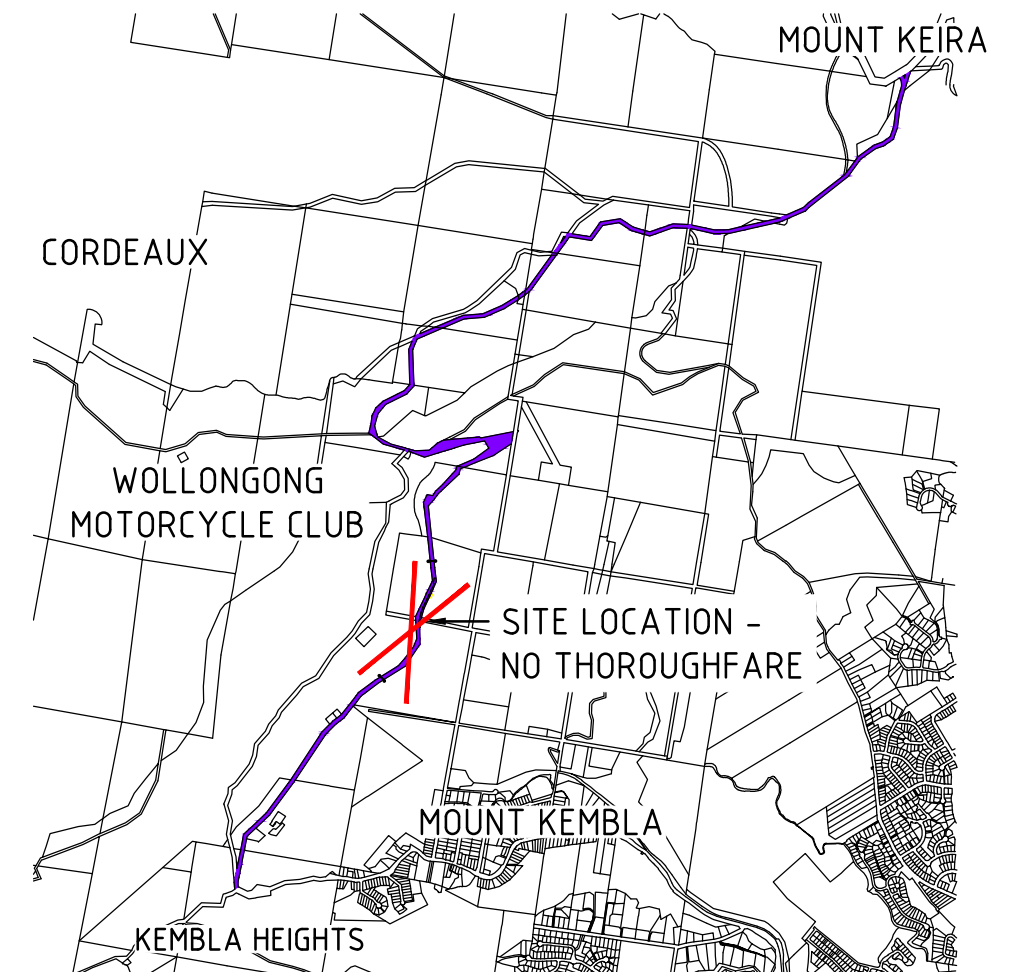 MOUNT KEIRA
CORDEAUX
WOLLONGONG
MOTORCYCLE CLUB
SITE LOCATION -
NO THOROUGHFARE
MOUNT KEMBLA
KEMBLA HEIGHTS